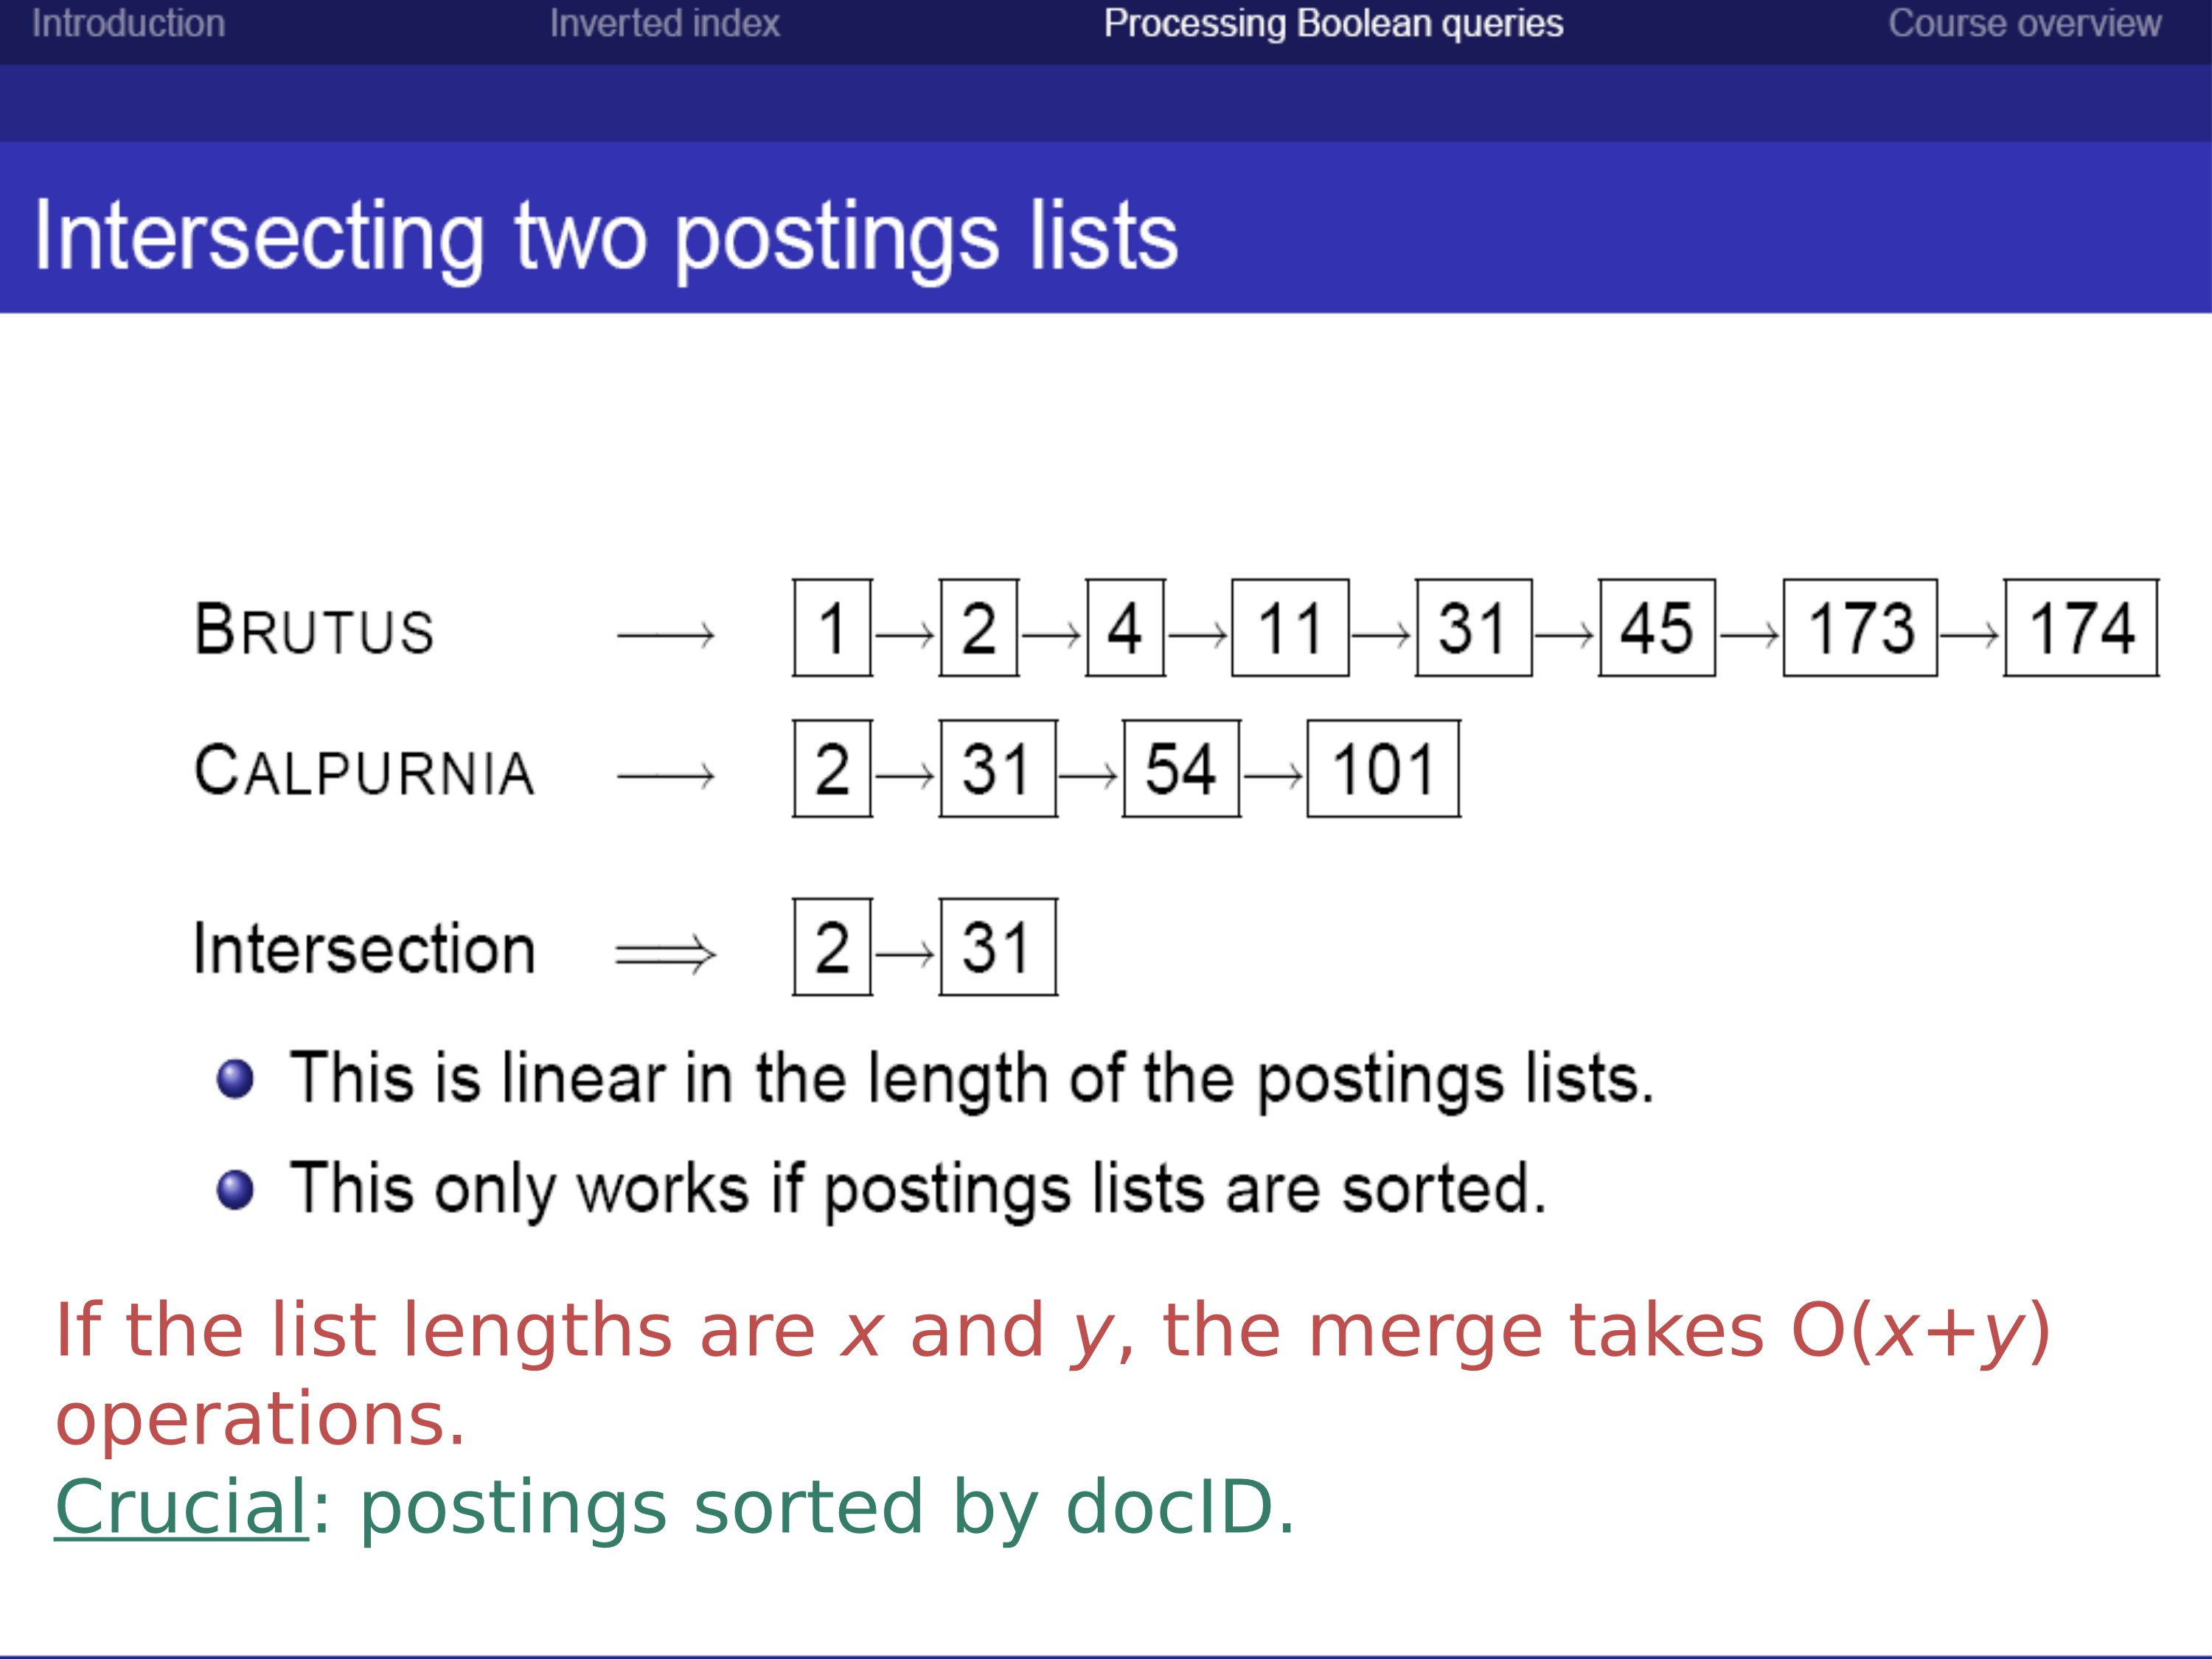 Introduction Inverted index Processing Boolean queries Course overview
Intersecting two postings lists
BRUTUS ⟶ 1 → 2 → 4 → 11 → 31 → 45 → 173 → 174
CALPURNIA ⟶ 2 → 31 → 54 → 101
Intersection ⟹ 2 → 31
This is linear in the length of the postings lists.
This only works if postings lists are sorted.
If the list lengths are x and y, the merge takes O(x+y)
operations.
Crucial: postings sorted by docID.